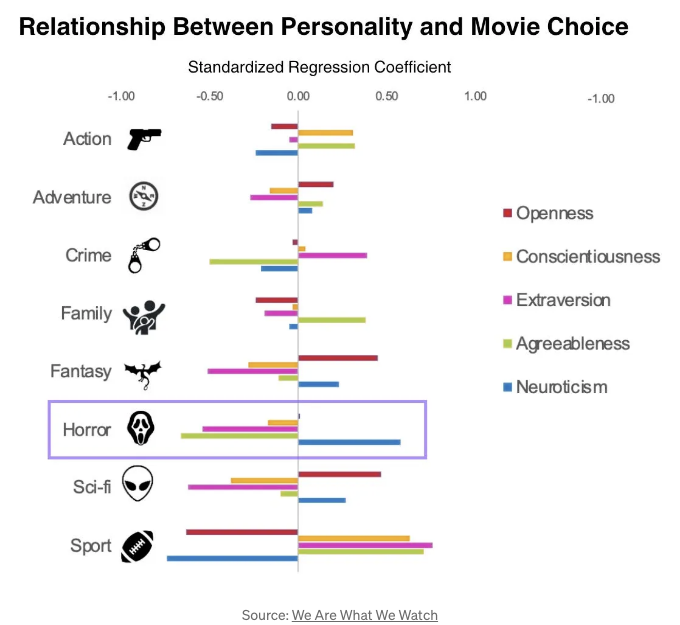 Relationship Between Personality and Movie Choice
Standardized Regression Coefficient
-1.00 -0.50 0.00 0.50 1.00 -1.00
Action
Adventure
Crime
Family
Fantasy
Horror
Sci-fi
Sport
Openness
Conscientiousness
Extraversion
Agreeableness
Neuroticism
Source: We Are What We Watch